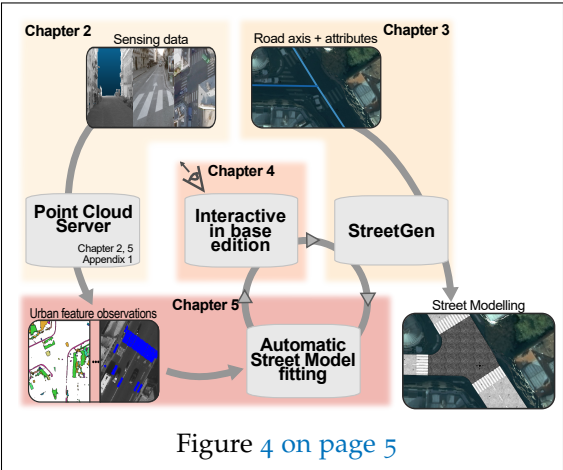 Chapter 2
Sensing data
Road axis + attributes
Chapter 3
Chapter 4
Point Cloud
Server
Chapter 2, 5
Appendix 1
Interactive
in base
edition
StreetGen
Chapter 5
Urban feature observations
Street Modelling
Automatic
Street Model
fitting
Figure 4 on page 5